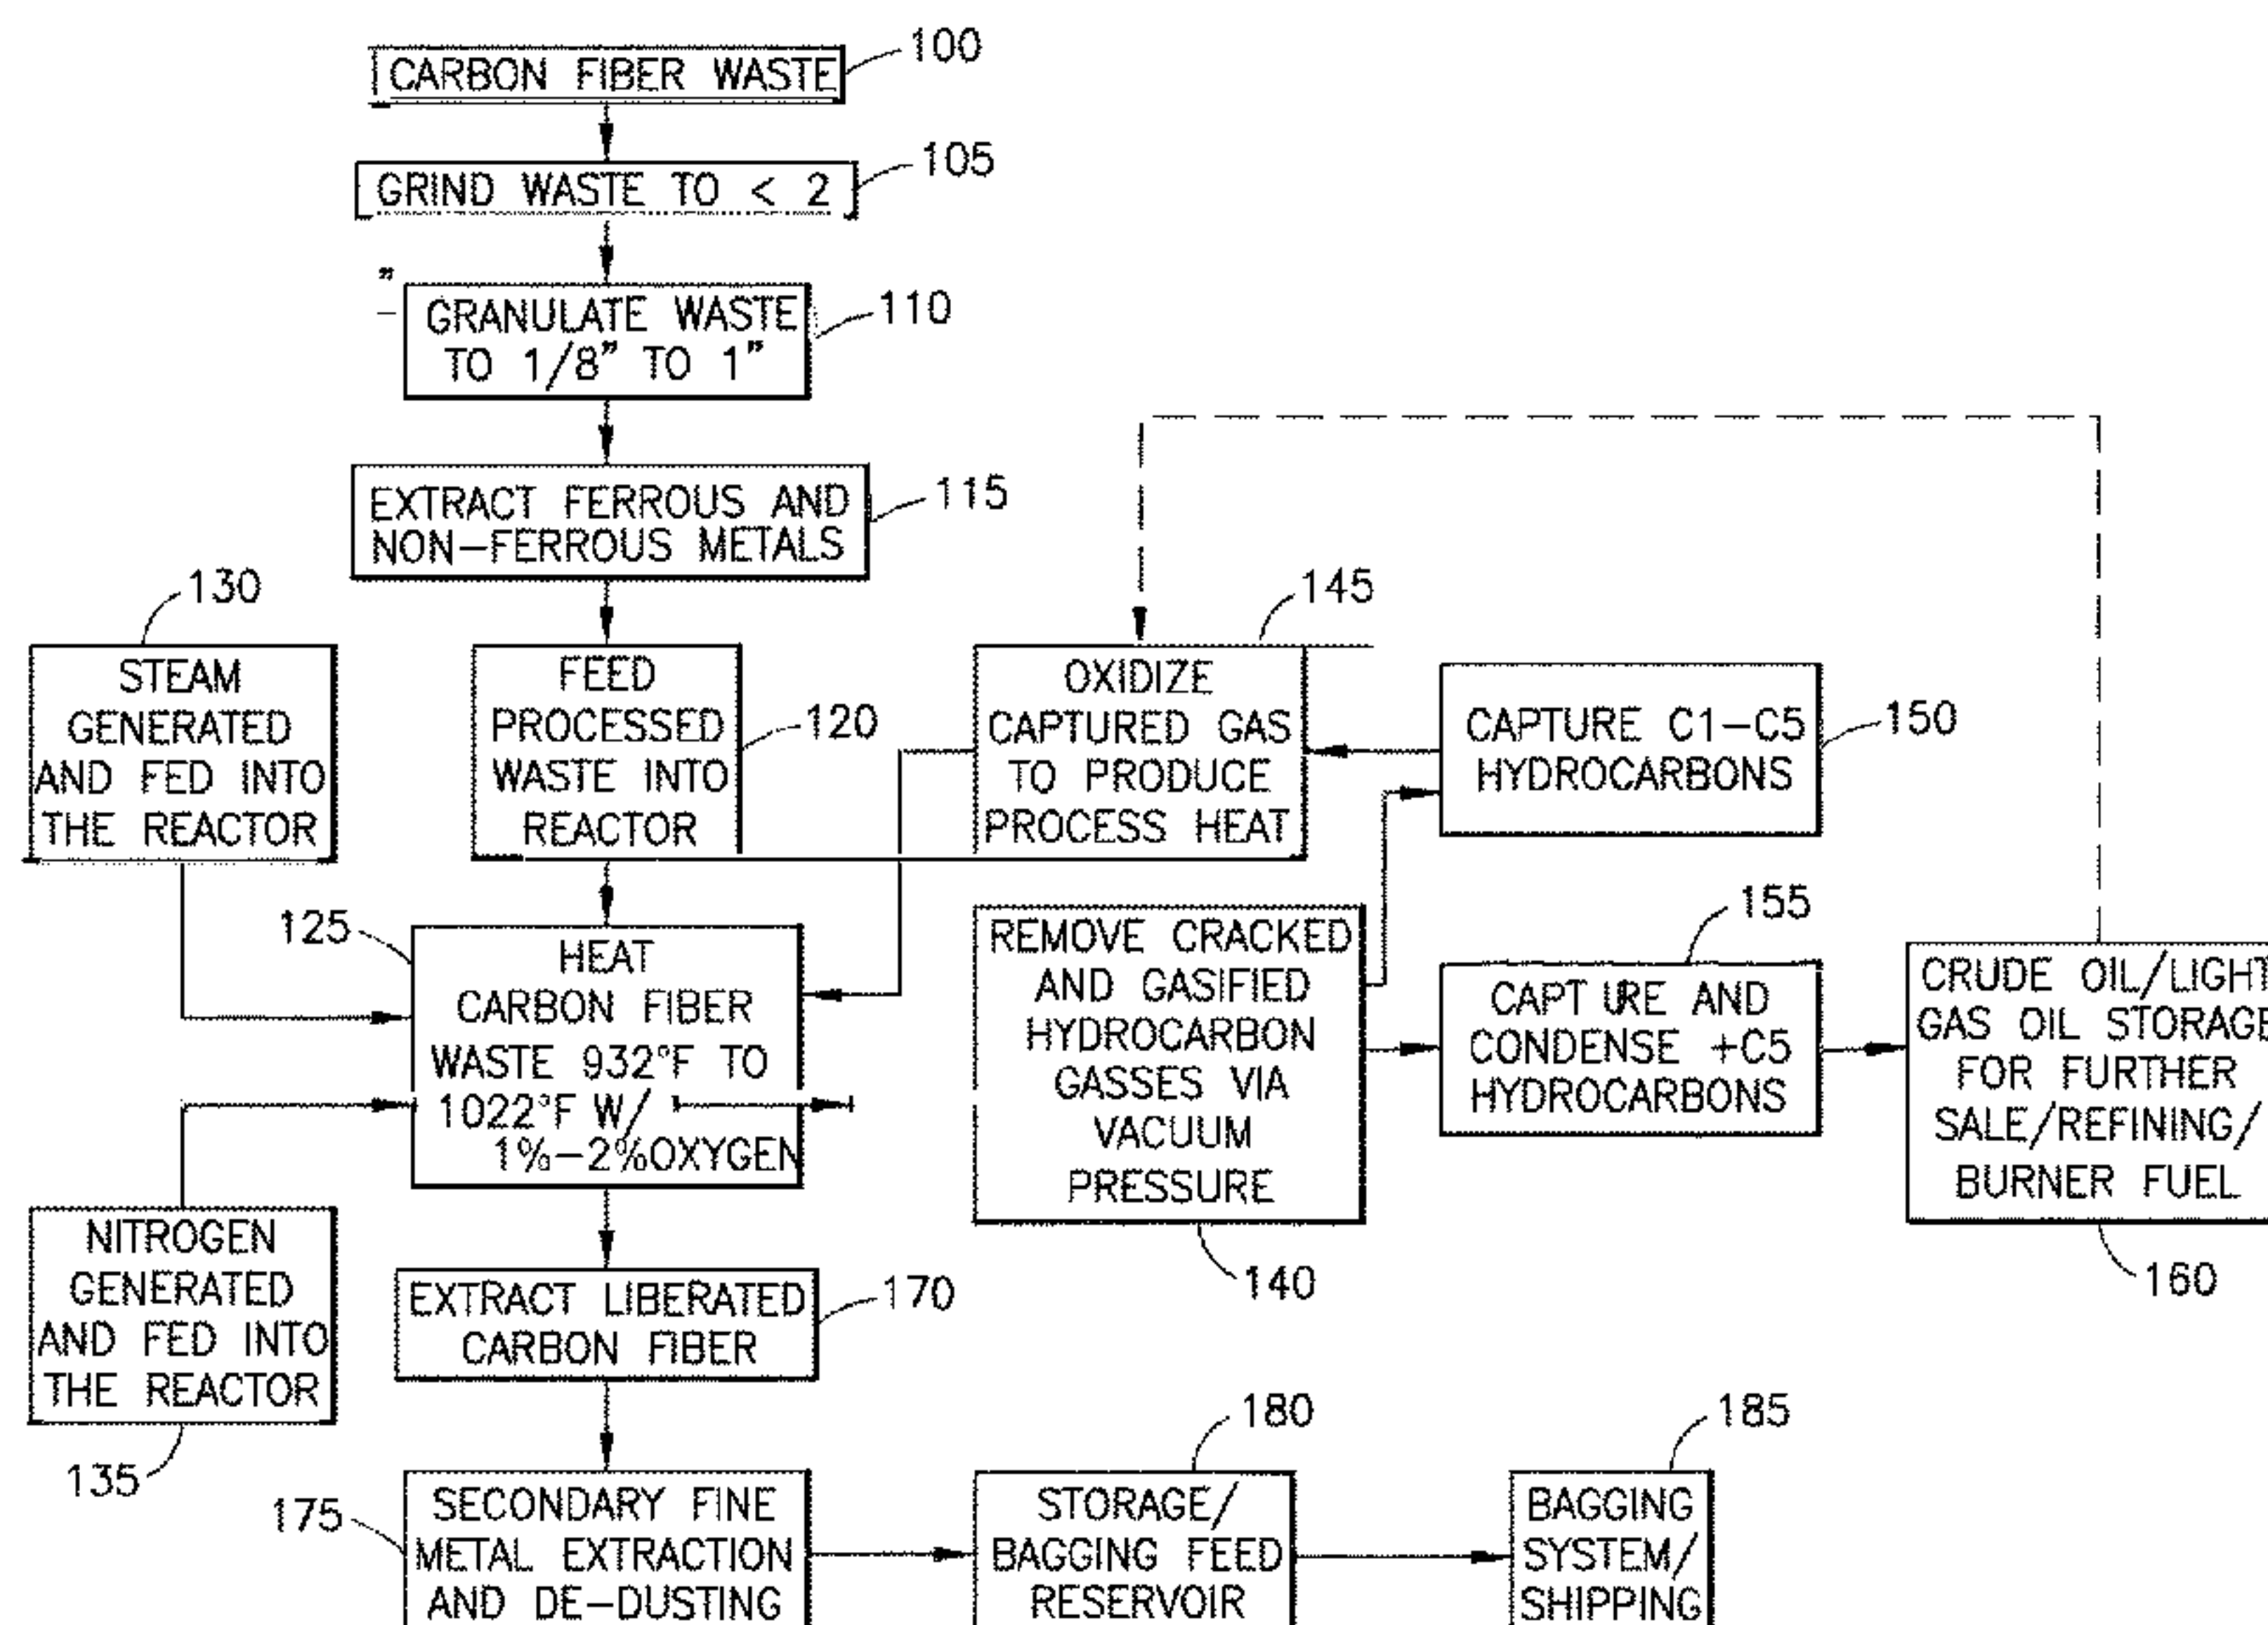 CARBON FIBER WASTE
100
GRIND WASTE TO < 2
105
”
GRANULATE WASTE
TO 1/8” TO 1”
110
EXTRACT FERROUS AND
NON-FERROUS METALS
115
130
STEAM
GENERATED
AND FED INTO
THE REACTOR
FEED
PROCESSED
WASTE INTO
REACTOR
120
145
OXIDIZE
CAPTURED GAS
TO PRODUCE
PROCESS HEAT
CAPTURE C1-C5
HYDROCARBONS
150
125
HEAT
CARBON FIBER
WASTE 932°F TO
1022°F W/
1%-2%OXYGEN
REMOVE CRACKED
AND GASIFIED
HYDROCARBON
GASSES VIA
VACUUM
PRESSURE
140
155
CAPTURE AND
CONDENSE +C5
HYDROCARBONS
CRUDE OIL/LIGHT
GAS OIL STORAGE
FOR FURTHER
SALE/REFINING/
BURNER FUEL
160
NITROGEN
GENERATED
AND FED INTO
THE REACTOR
135
EXTRACT LIBERATED
CARBON FIBER
170
175
SECONDARY FINE
METAL EXTRACTION
AND DE-DUSTING
180
STORAGE/
BAGGING FEED
RESERVOIR
185
BAGGING
SYSTEM/
SHIPPING